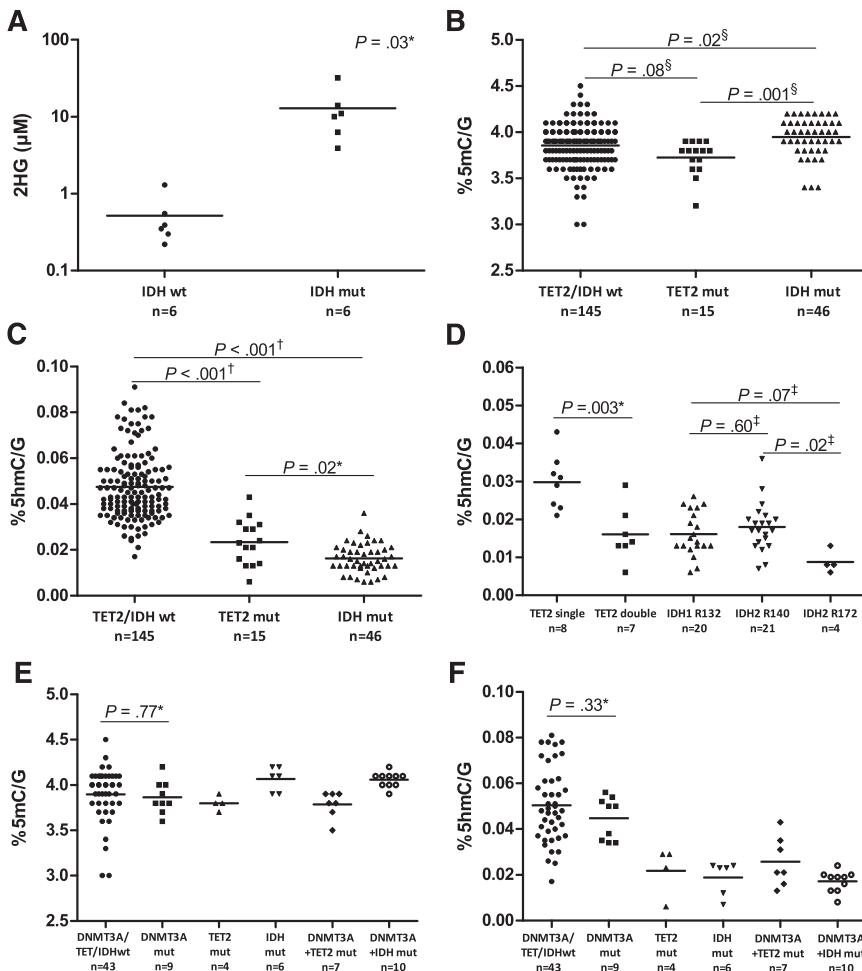 A
100
10
1
0.1
2HG (µM)
P = .03*
IDH wt
n=6
IDH mut
n=6
B
5.0
4.5
4.0
3.5
3.0
2.5
%5mC/G
P = .02§
P = .08§
P = .001§
TET2/IDH wt
n=145
TET2 mut
n=15
IDH mut
n=46
C
0.10
0.08
0.06
0.04
0.02
0.00
%5hmC/G
P < .001†
P < .001†
P = .02*
TET2/IDH wt
n=145
TET2 mut
n=15
IDH mut
n=46
D
0.06
0.05
0.04
0.03
0.02
0.01
0.00
%5hmC/G
P =.003*
P = .07‡
P = .60‡
P = .02‡
TET2 single
n=8
TET2 double
n=7
IDH1 R132
n=20
IDH2 R140
n=21
IDH2 R172
n=4
E
5.0
4.5
4.0
3.5
3.0
2.5
%5mC/G
P = .77*
DNMT3A/
TET/IDHwt
n=43
DNMT3A
mut
n=9
TET2
mut
n=4
IDH
mut
n=6
DNMT3A
+TET2 mut
n=7
DNMT3A
+IDH mut
n=10
F
0.10
0.08
0.06
0.04
0.02
0.00
%5hmC/G
P = .33*
DNMT3A/
TET/IDHwt
n=43
DNMT3A
mut
n=9
TET2
mut
n=4
IDH
mut
n=6
DNMT3A
+TET2 mut
n=7
DNMT3A
+IDH mut
n=10